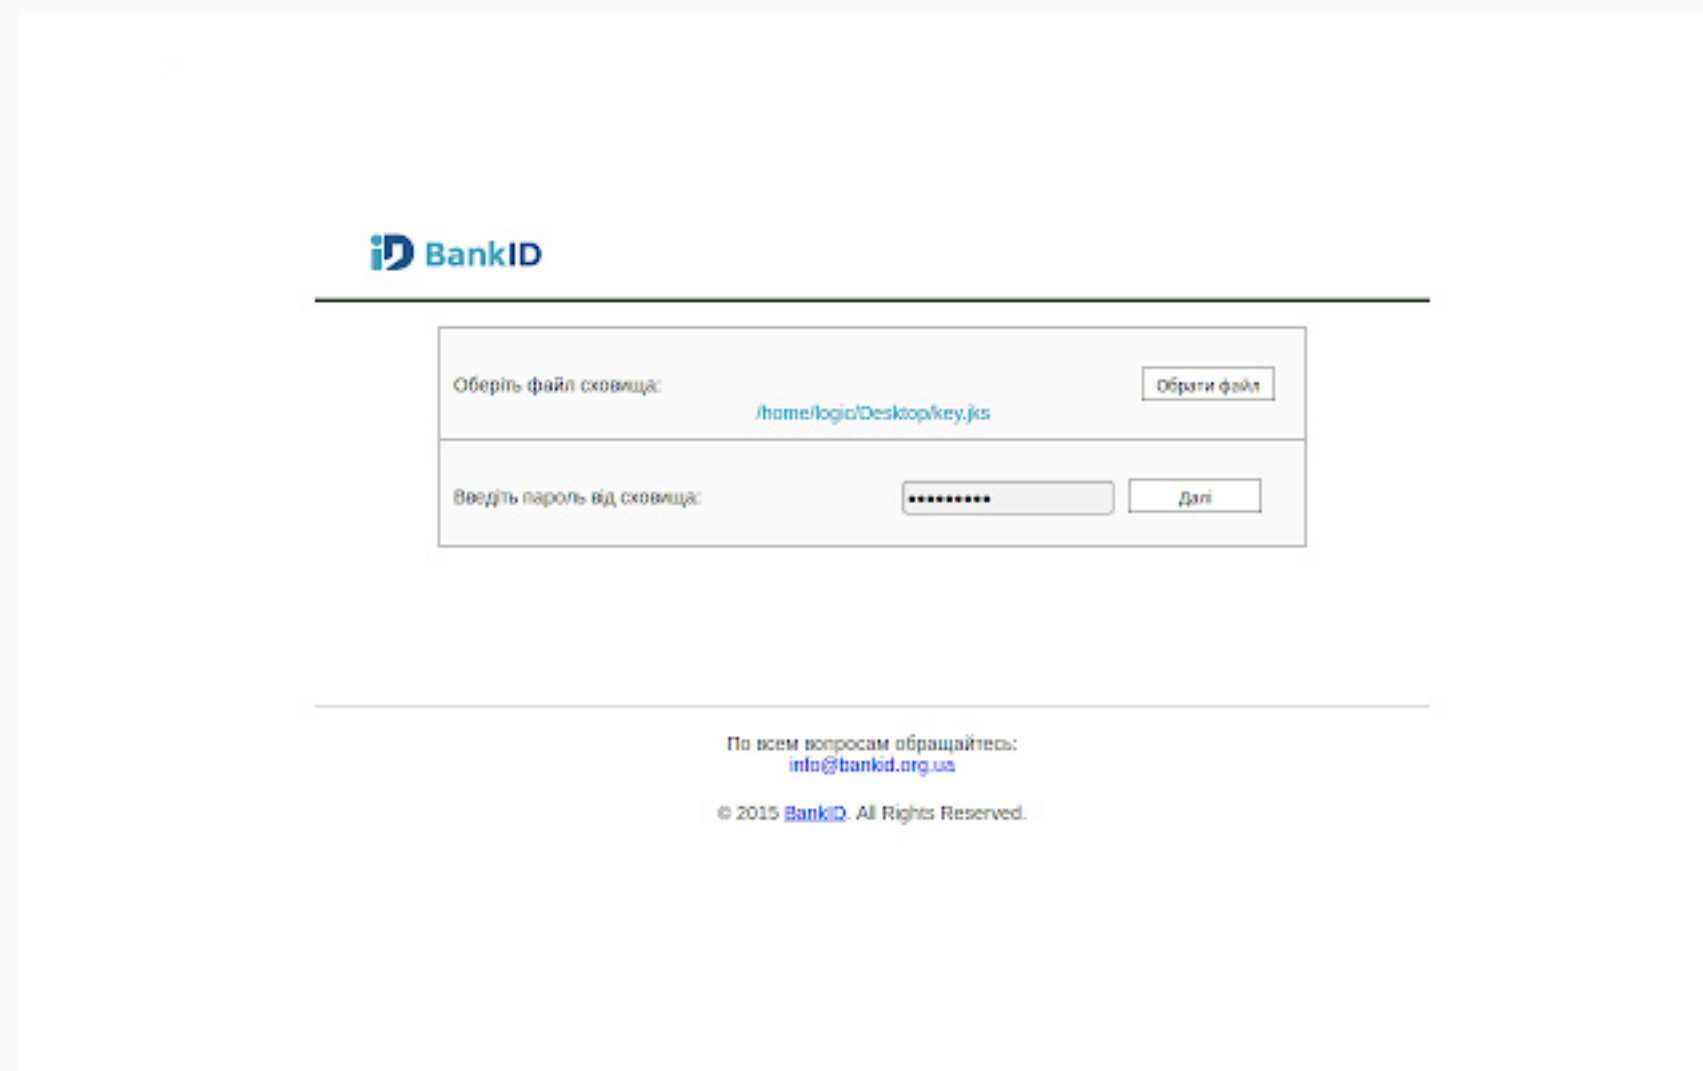 iD BankID
Оберіть файл сховища:
Обрати файл
/home/logic/Desktop/key.jks
Введіть пароль від сховища:
•••••••••
Далі
По всем вопросам обращайтесь:
info@bankid.org.ua
© 2015 BankID. All Rights Reserved.